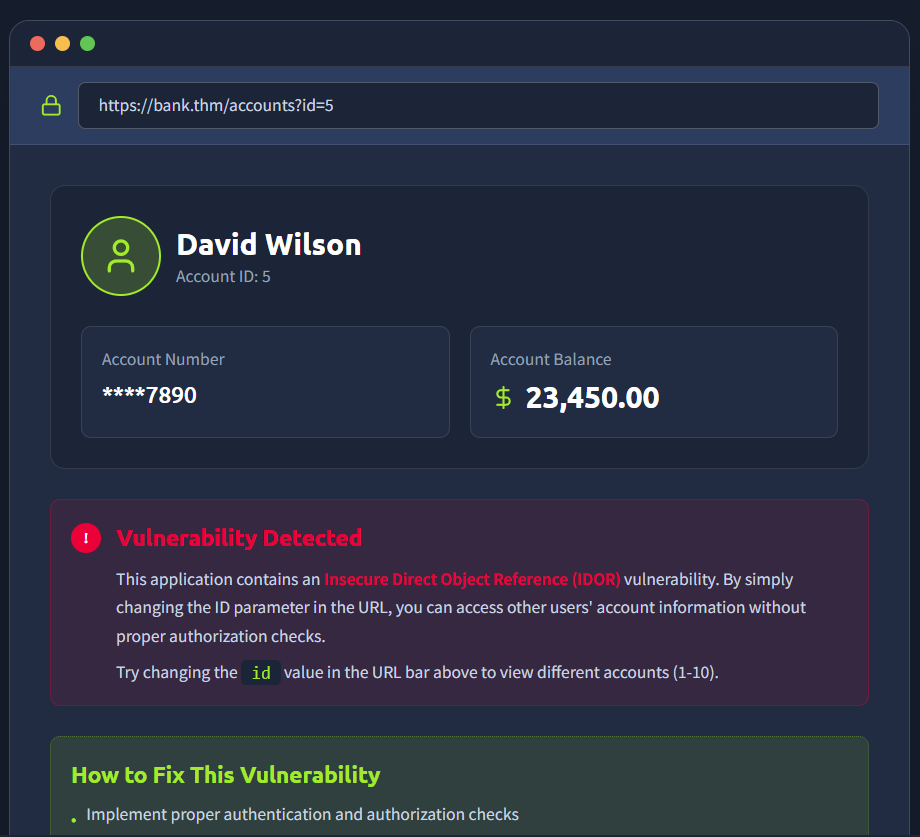 https://bank.thm/accounts?id=5
David Wilson
Account ID: 5
Account Number
****7890
Account Balance
$ 23,450.00
! Vulnerability Detected
This application contains an Insecure Direct Object Reference (IDOR) vulnerability. By simply
changing the ID parameter in the URL, you can access other users' account information without
proper authorization checks.
Try changing the id value in the URL bar above to view different accounts (1-10).
How to Fix This Vulnerability
• Implement proper authentication and authorization checks